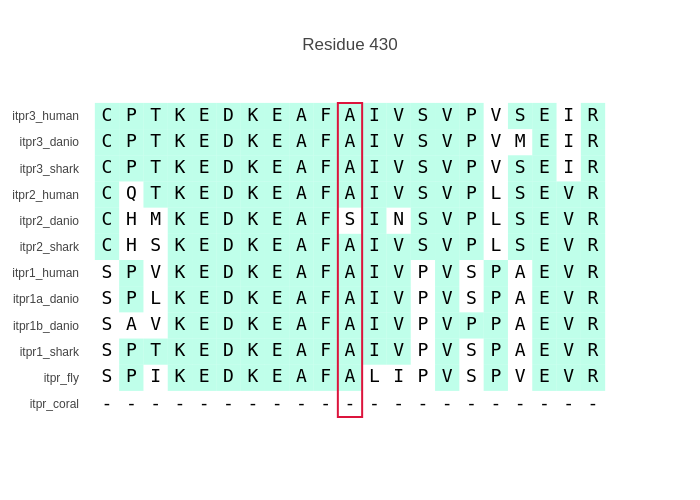 Residue 430
itpr3_human C P T K E D K E A F A I V S V P V S E I R
itpr3_danio C P T K E D K E A F A I V S V P V M E I R
itpr3_shark C P T K E D K E A F A I V S V P V S E I R
itpr2_human C Q T K E D K E A F A I V S V P L S E V R
itpr2_danio C H M K E D K E A F S I N S V P L S E V R
itpr2_shark C H S K E D K E A F A I V S V P L S E V R
itpr1_human S P V K E D K E A F A I V P V S P A E V R
itpr1a_danio S P L K E D K E A F A I V P V S P A E V R
itpr1b_danio S A V K E D K E A F A I V P V P P A E V R
itpr1_shark S P T K E D K E A F A I V P V S P A E V R
itpr_fly S P I K E D K E A F A L I P V S P V E V R
itpr_coral - - - - - - - - - - - - - - - - - - - - -